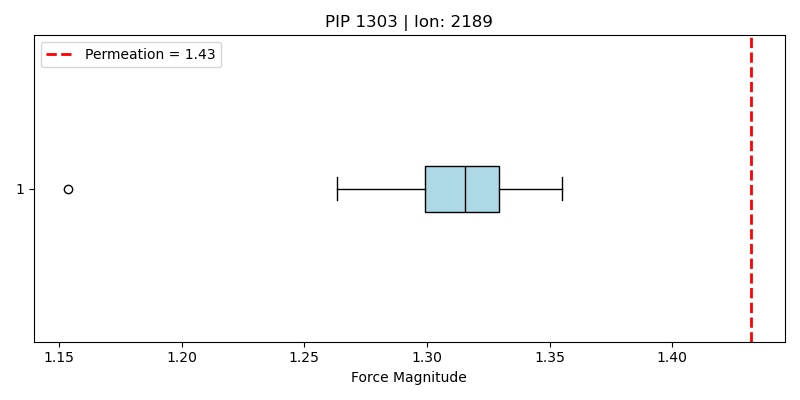 PIP 1303 | lon: 2189
Permeation = 1.43
1
1.15 1.20 1.25 1.30 1.35 1.40
Force Magnitude